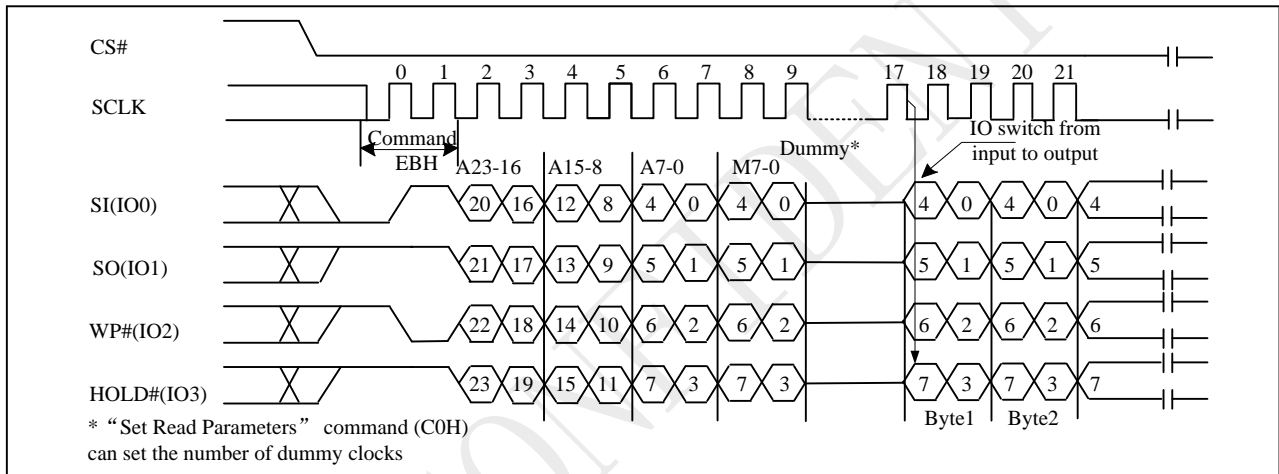 CS#
0 1 2 3 4 5 6 7 8 9 17 18 19 20 21
SCLK
Command
EBH
Dummy*
IO switch from
input to output
A23-16 A15-8 A7-0 M7-0
SI(IO0) 20 16 12 8 4 0 4 0 4 0 4 0 4
SO(IO1) 21 17 13 9 5 1 5 1 5 1 5 1 5
WP#(IO2) 22 18 14 10 6 2 6 2 6 2 6 2 6
HOLD#(IO3) 23 19 15 11 7 3 7 3 7 3 7 3 7
Byte1 Byte2
* “Set Read Parameters” command (C0H)
can set the number of dummy clocks